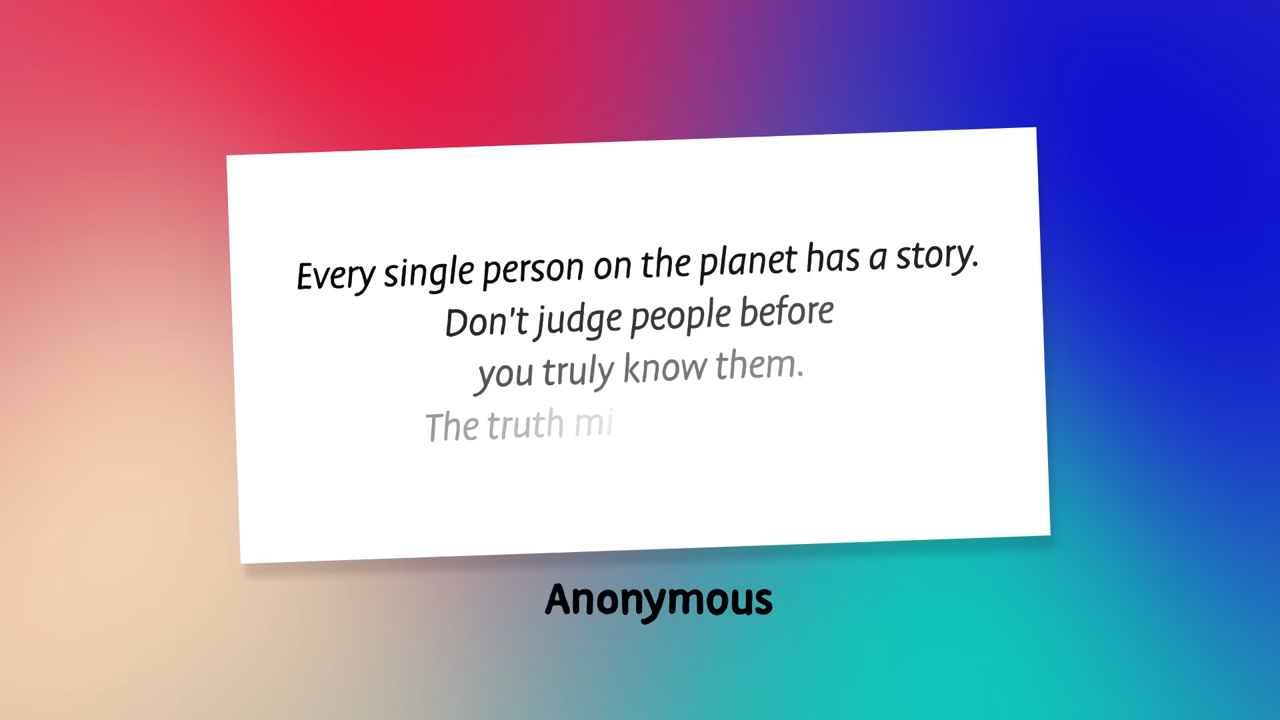 Every single person on the planet has a story.
Don't judge people before
you truly know them.
The truth mi
Anonymous